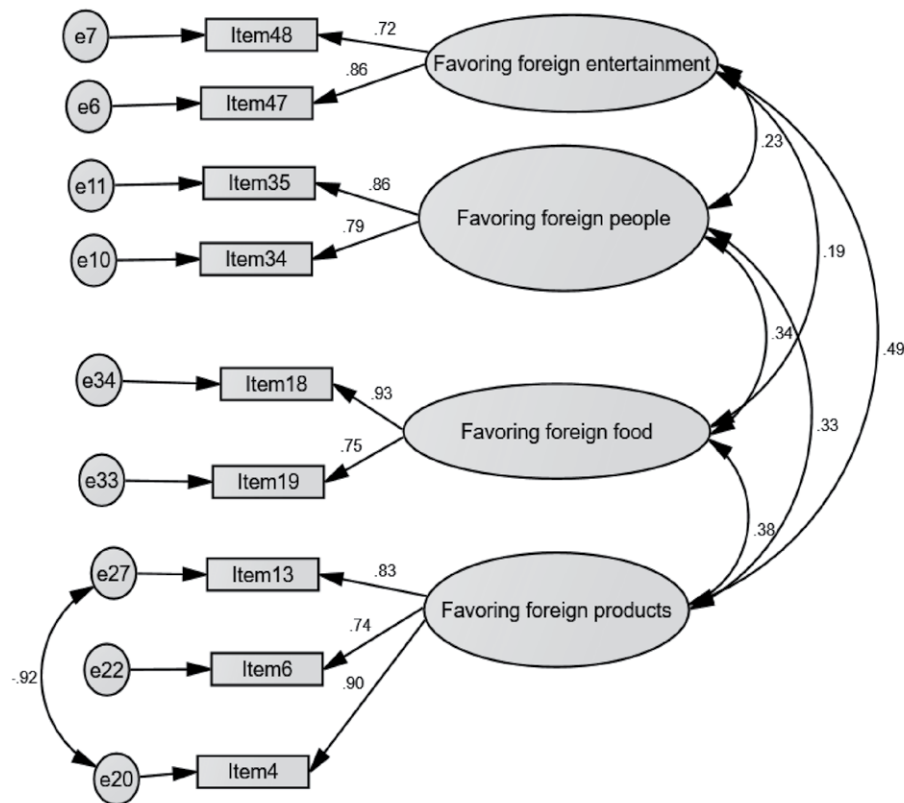 e7
Item48
.72
Favoring foreign entertainment
e6
Item47
.86
.23
e11
Item35
.86
Favoring foreign people
e10
Item34
.79
.19
.34
.49
e34
Item18
.93
Favoring foreign food
.33
e33
Item19
.75
.38
e27
Item13
.83
Favoring foreign products
.74
-.92
e22
Item6
.90
e20
Item4